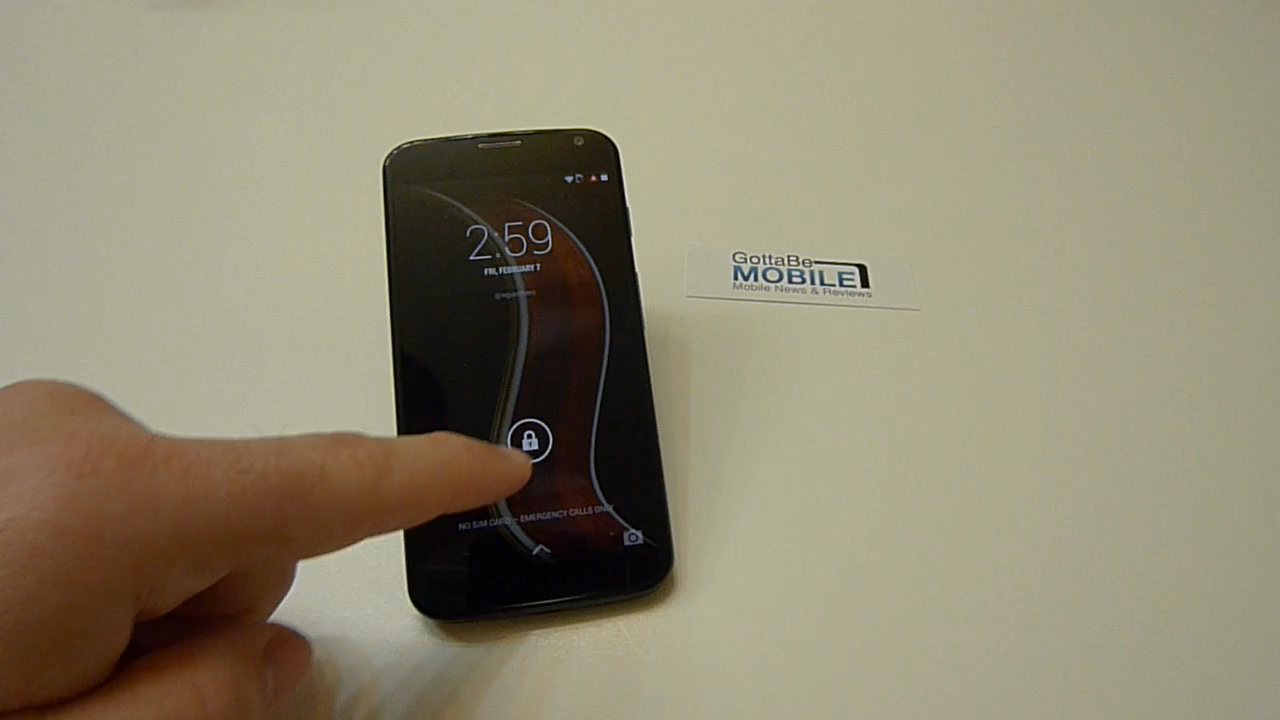 2:59
FRI, FEBRUARY 7
NO SIM CARD — EMERGENCY CALLS ONLY
GottaBe
MOBILE
Mobile News & Reviews